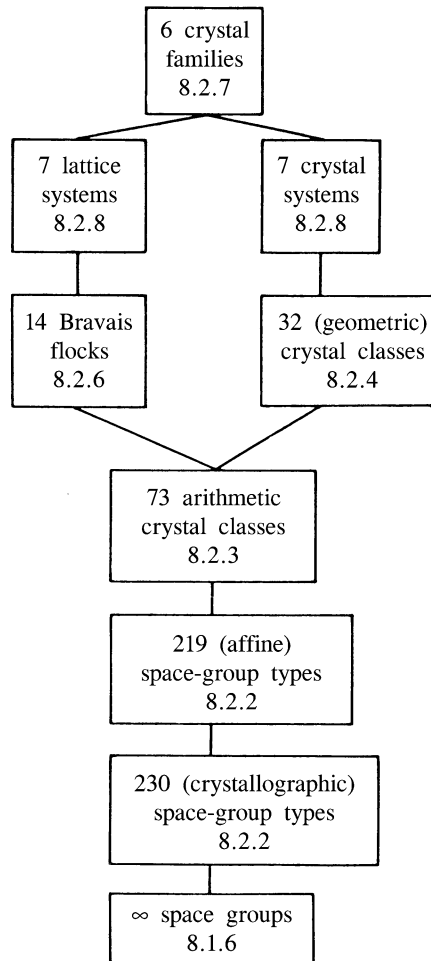 6 crystal
families
8.2.7
7 lattice
systems
8.2.8
7 crystal
systems
8.2.8
14 Bravais
flocks
8.2.6
32 (geometric)
crystal classes
8.2.4
73 arithmetic
crystal classes
8.2.3
219 (affine)
space-group types
8.2.2
230 (crystallographic)
space-group types
8.2.2
∞ space groups
8.1.6